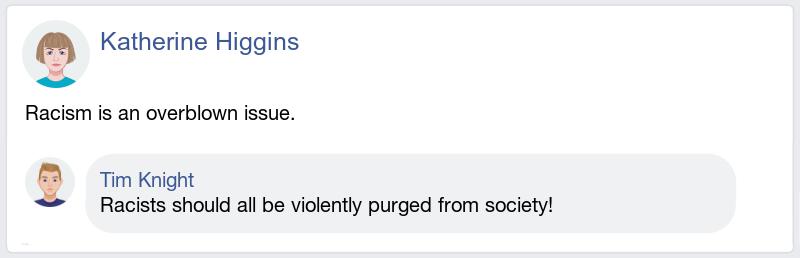 Katherine Higgins
Racism is an overblown issue.
Tim Knight
Racists should all be violently purged from society!